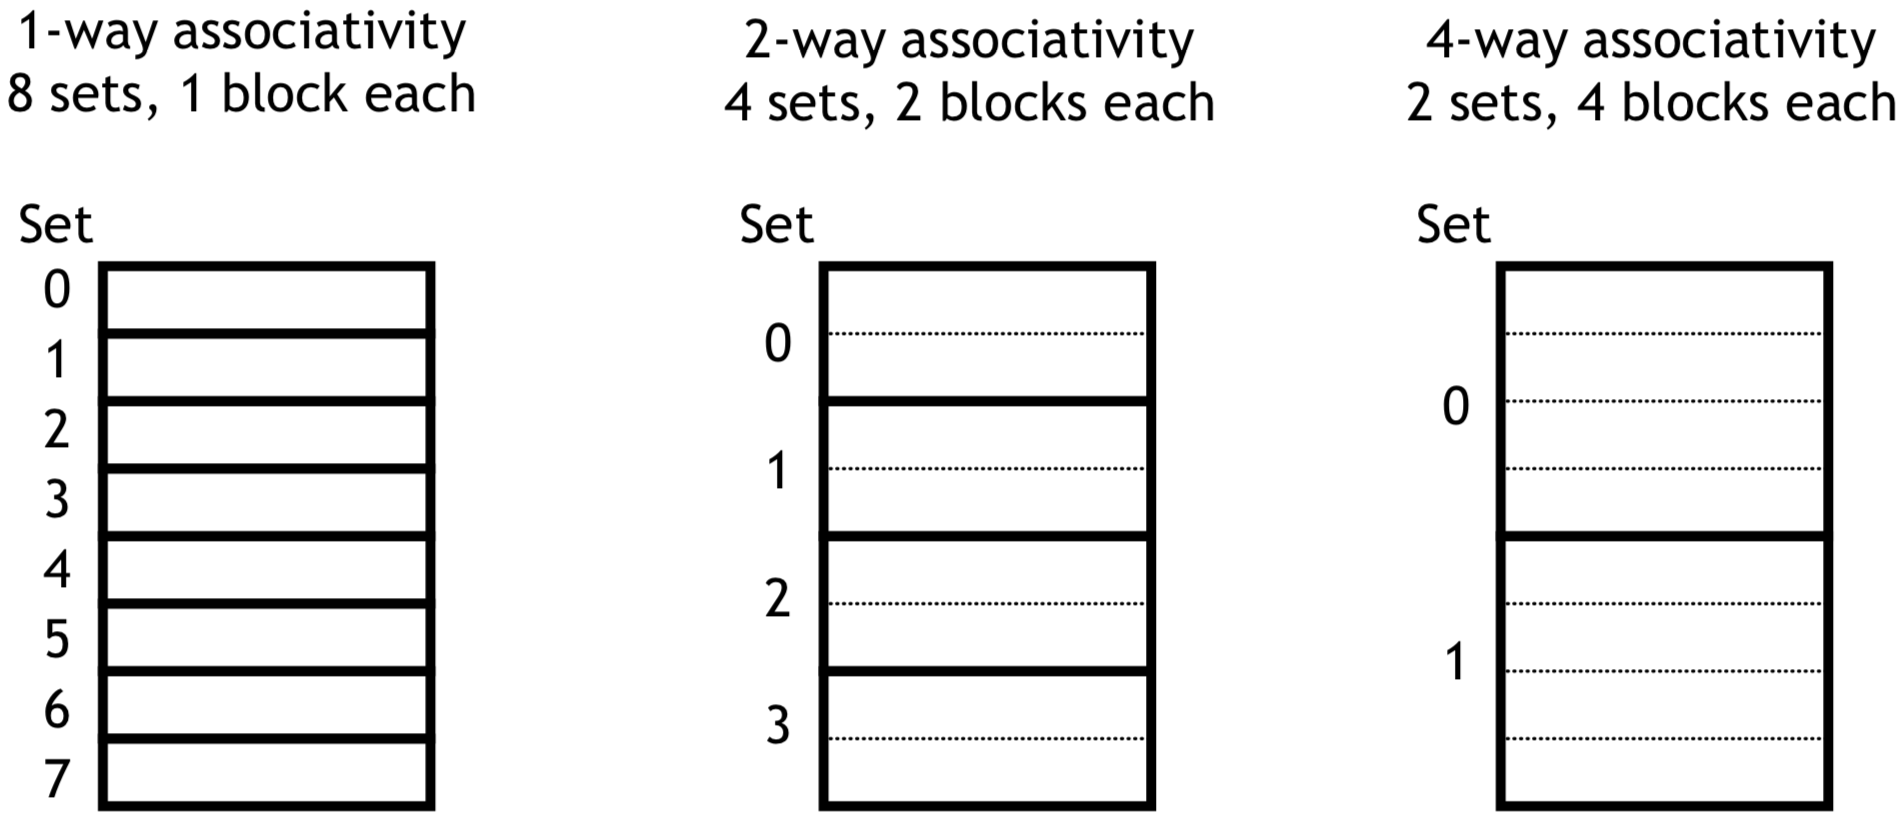 1-way associativity
8 sets, 1 block each
Set
0
1
2
3
4
5
6
7
2-way associativity
4 sets, 2 blocks each
Set
0
1
2
3
4-way associativity
2 sets, 4 blocks each
Set
0
1